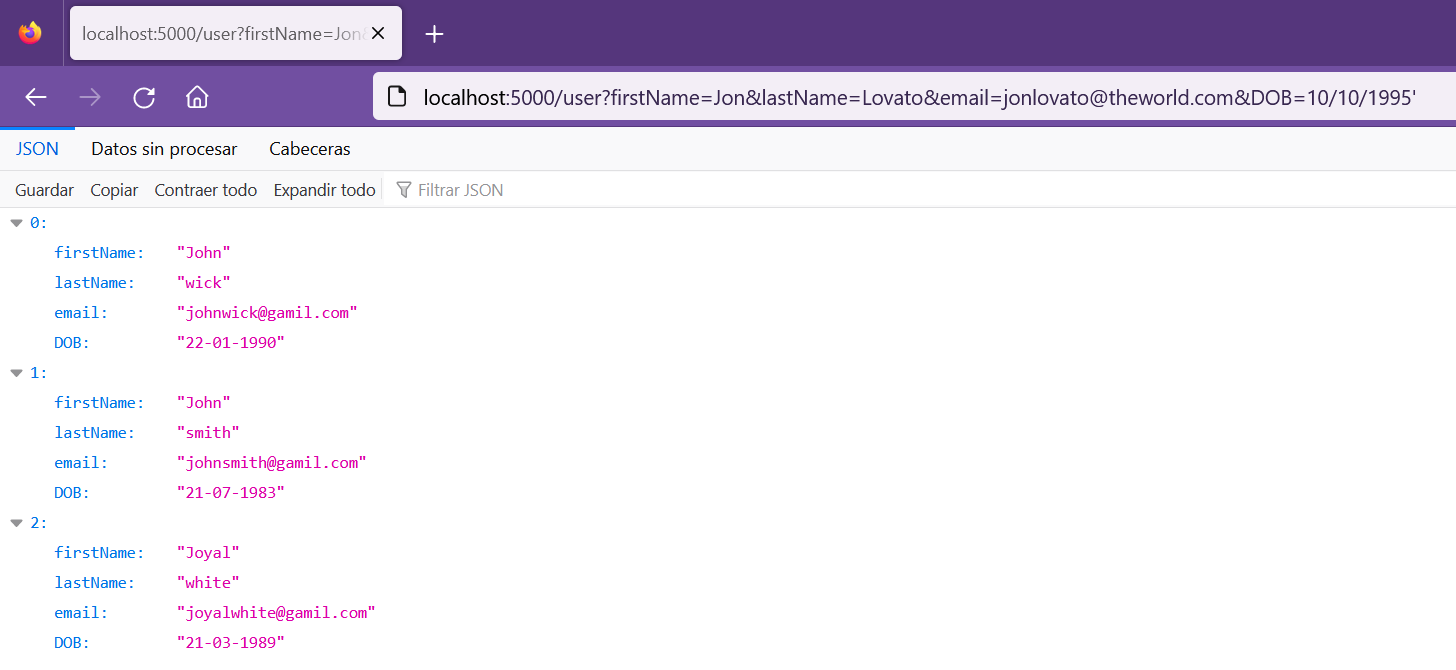 localhost:5000/user?firstName=Jon&
localhost:5000/user?firstName=Jon&lastName=Lovato&email=jonlovato@theworld.com&DOB=10/10/1995'
JSON Datos sin procesar Cabeceras
Guardar Copiar Contraer todo Expandir todo Filtrar JSON
0:
firstName: "John"
lastName: "wick"
email: "johnwick@gamil.com"
DOB: "22-01-1990"
1:
firstName: "John"
lastName: "smith"
email: "johnsmith@gamil.com"
DOB: "21-07-1983"
2:
firstName: "Joyal"
lastName: "white"
email: "joyalwhite@gamil.com"
DOB: "21-03-1989"